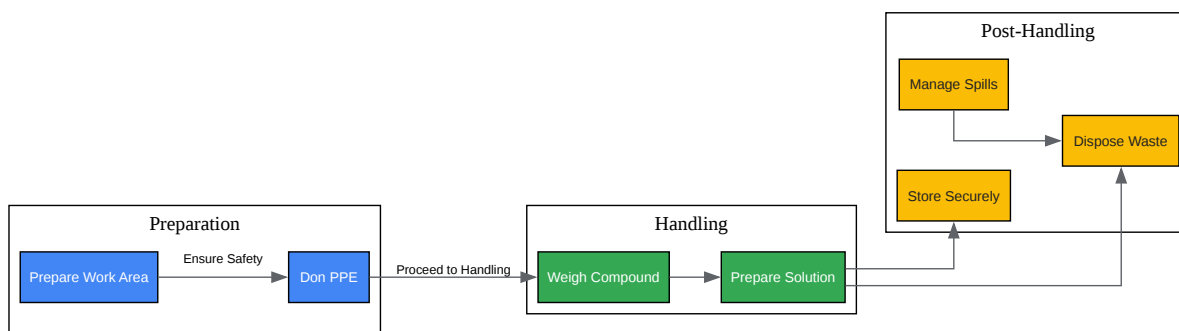 Post-Handling
Manage Spills
Dispose Waste
Store Securely
Preparation
Handling
Prepare Work Area
Ensure Safety
Don PPE
Proceed to Handling
Weigh Compound
Prepare Solution